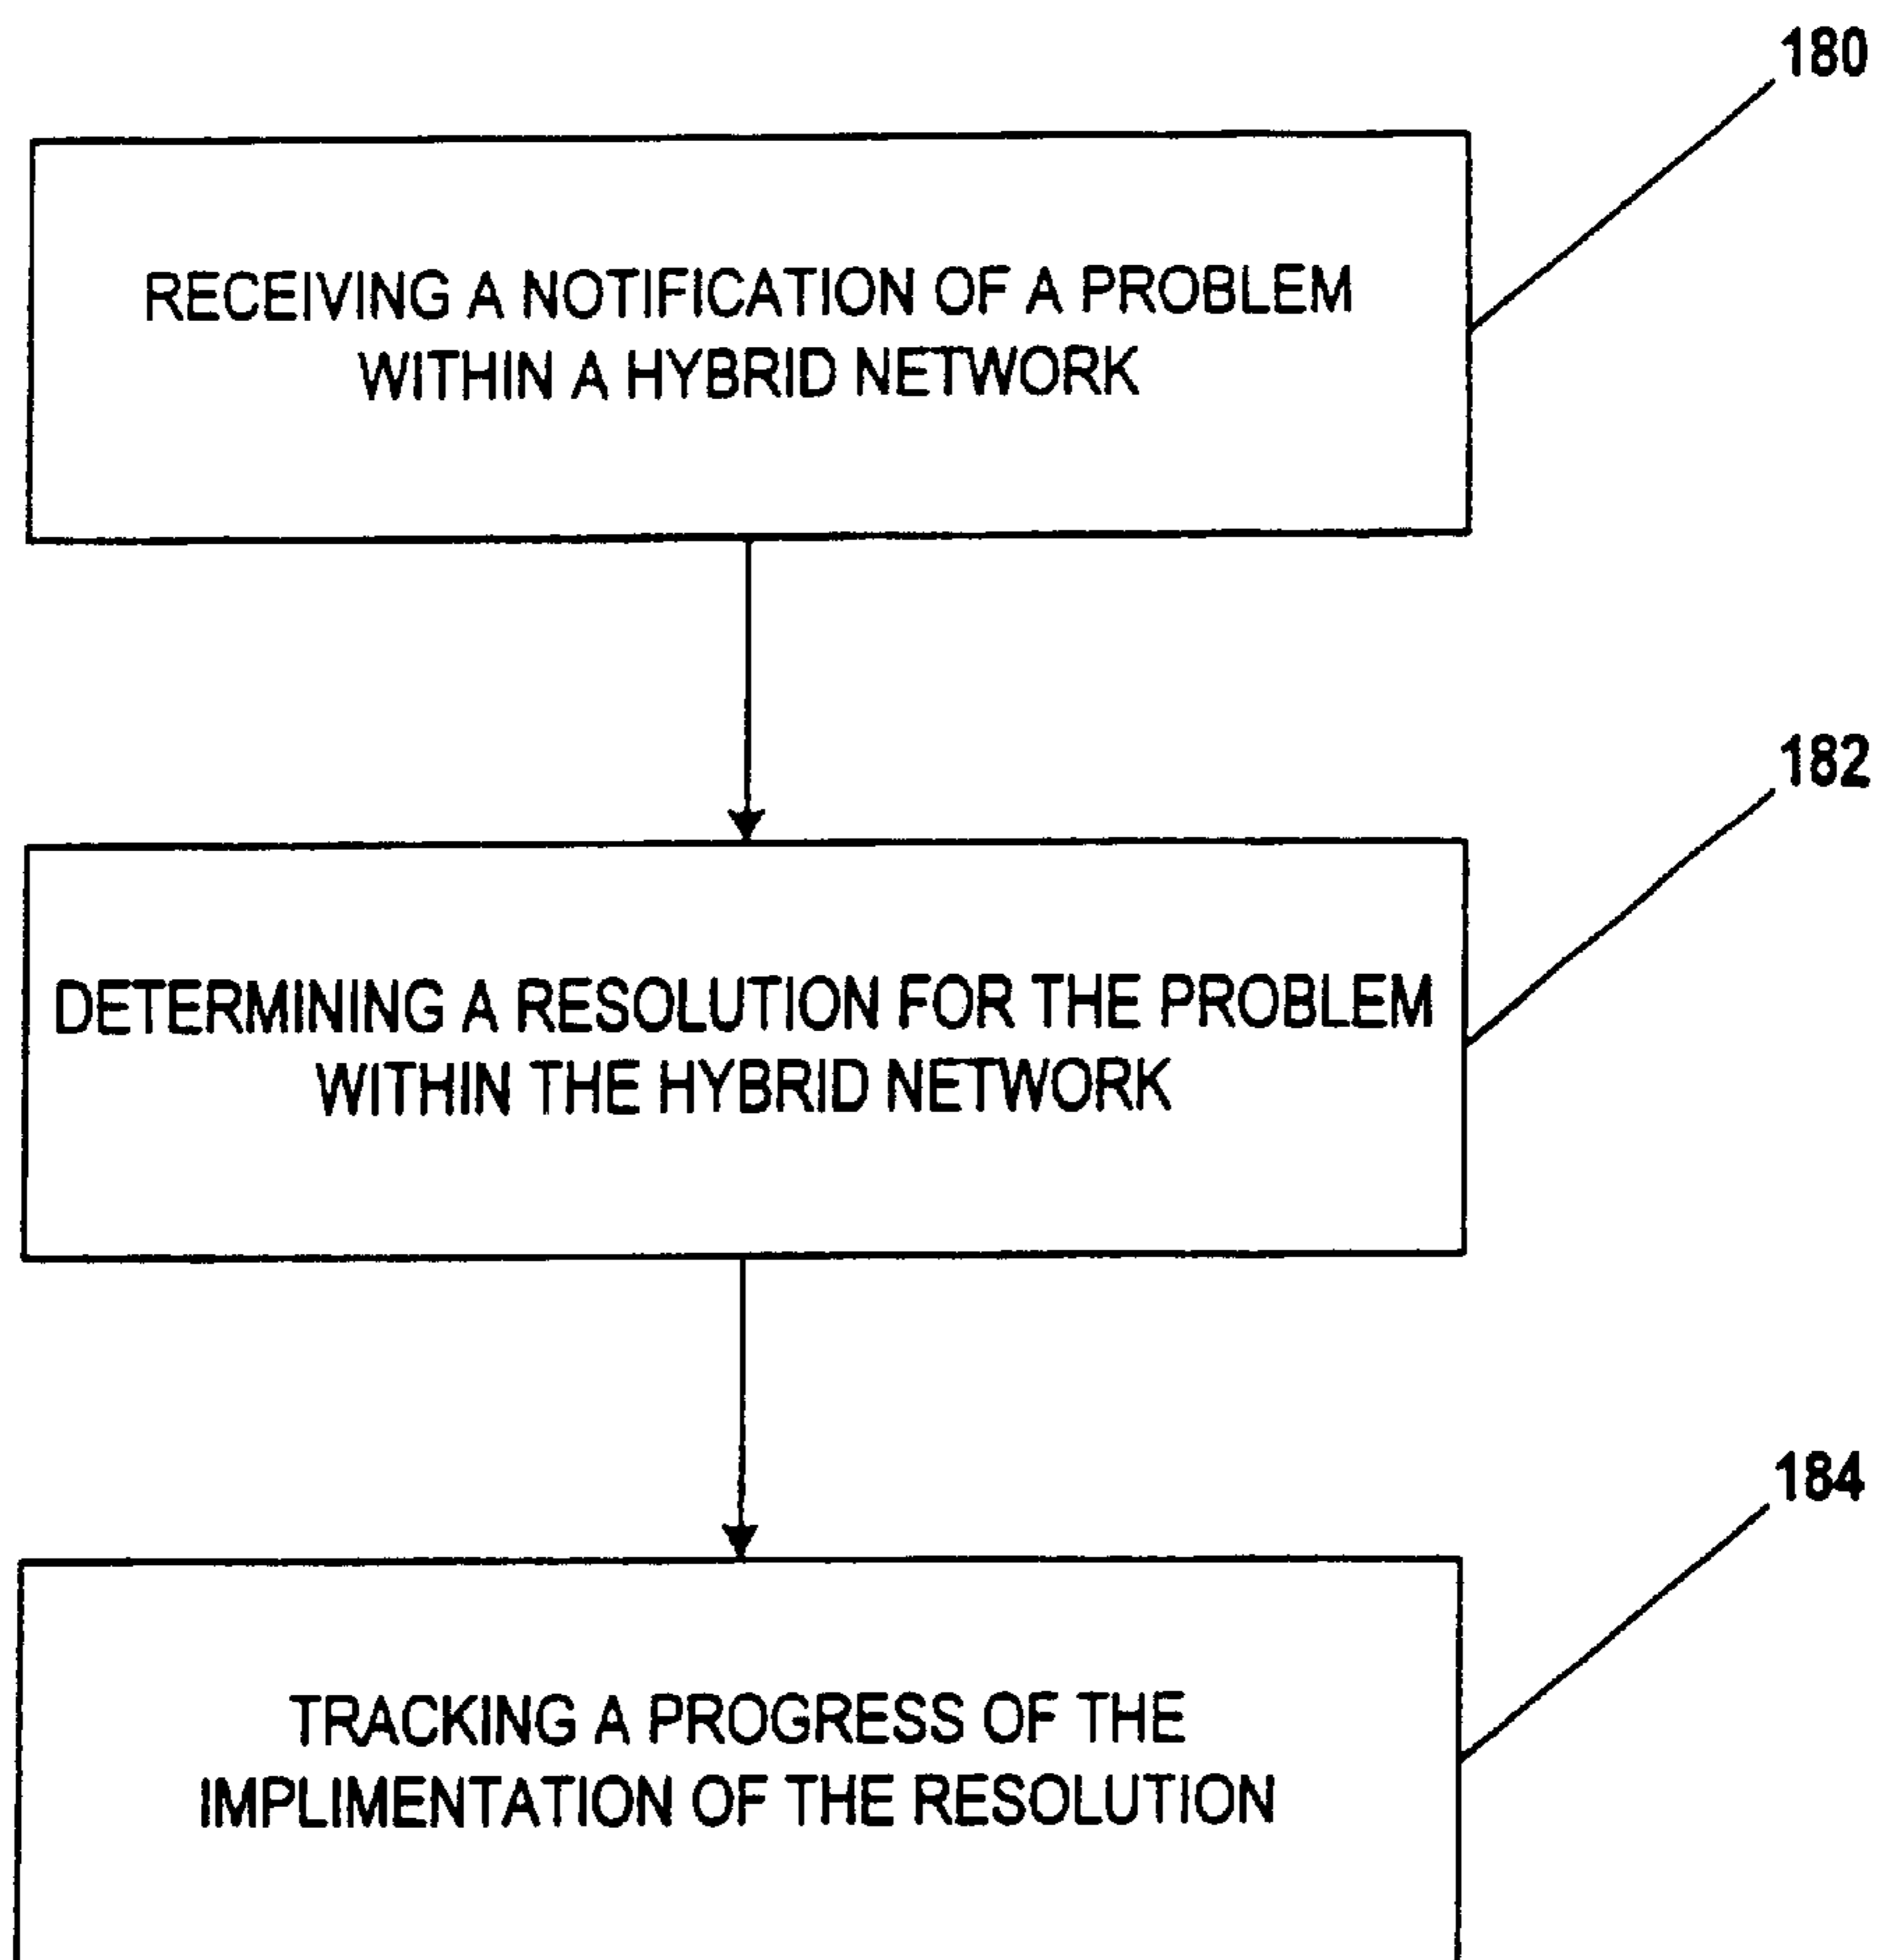 180
RECEIVING A NOTIFICATION OF A PROBLEM
WITHIN A HYBRID NETWORK
182
DETERMINING A RESOLUTION FOR THE PROBLEM
WITHIN THE HYBRID NETWORK
184
TRACKING A PROGRESS OF THE
IMPLIMENTATION OF THE RESOLUTION